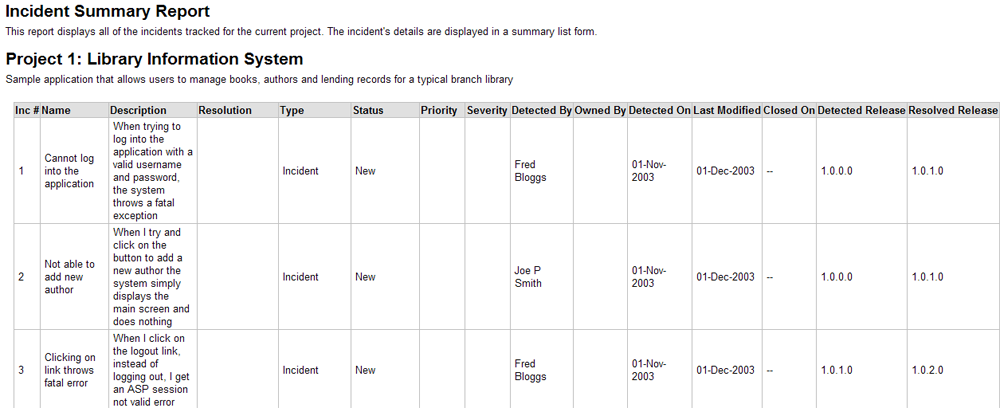 Incident Summary Report
This report displays all of the incidents tracked for the current project. The incident's details are displayed in a summary list form.
Project 1: Library Information System
Sample application that allows users to manage books, authors and lending records for a typical branch library
Inc # Name Description Resolution Type Status Priority Severity Detected By Owned By Detected On Last Modified Closed On Detected Release Resolved Release
1
Cannot log
into the
application
When trying to
log into the
application with a
valid username
and password,
the system
throws a fatal
exception
Incident
New
Fred
Bloggs
01-Nov-
2003
01-Dec-2003
--
1.0.0.0
1.0.1.0
2
Not able to
add new
author
When I try and
click on the
button to add a
new author the
system simply
displays the
main screen and
does nothing
Incident
New
Joe P
Smith
01-Nov-
2003
01-Dec-2003
--
1.0.0.0
1.0.1.0
3
Clicking on
link throws
fatal error
When I click on
the logout link,
instead of
logging out, I get
an ASP session
not valid error
Incident
New
Fred
Bloggs
01-Nov-
2003
01-Dec-2003
--
1.0.1.0
1.0.2.0